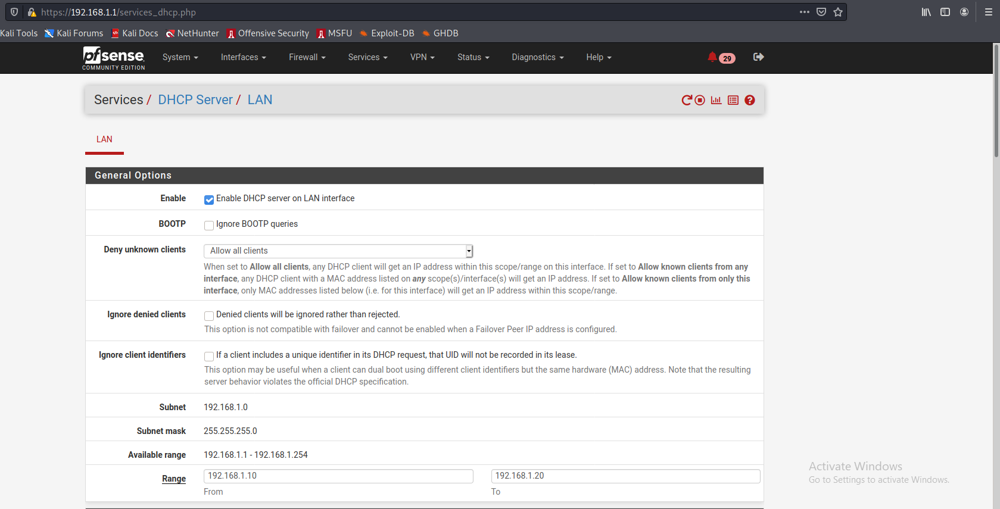 https://192.168.1.1/services_dhcp.php
Kali Tools Kali Forums Kali Docs NetHunter Offensive Security MSFU Exploit-DB GHDB
pfsense COMMUNITY EDITION System Interfaces Firewall Services VPN Status Diagnostics Help 29
Services / DHCP Server / LAN
LAN
General Options
Enable Enable DHCP server on LAN interface
BOOTP Ignore BOOTP queries
Deny unknown clients Allow all clients
When set to Allow all clients, any DHCP client will get an IP address within this scope/range on this interface. If set to Allow known clients from any
interface, any DHCP client with a MAC address listed on any scope(s)/interface(s) will get an IP address. If set to Allow known clients from only this
interface, only MAC addresses listed below (i.e. for this interface) will get an IP address within this scope/range.
Ignore denied clients Denied clients will be ignored rather than rejected.
This option is not compatible with failover and cannot be enabled when a Failover Peer IP address is configured.
Ignore client identifiers If a client includes a unique identifier in its DHCP request, that UID will not be recorded in its lease.
This option may be useful when a client can dual boot using different client identifiers but the same hardware (MAC) address. Note that the resulting
server behavior violates the official DHCP specification.
Subnet 192.168.1.0
Subnet mask 255.255.255.0
Available range 192.168.1.1 - 192.168.1.254
Range 192.168.1.10 192.168.1.20
From To
Activate Windows
Go to Settings to activate Windows.